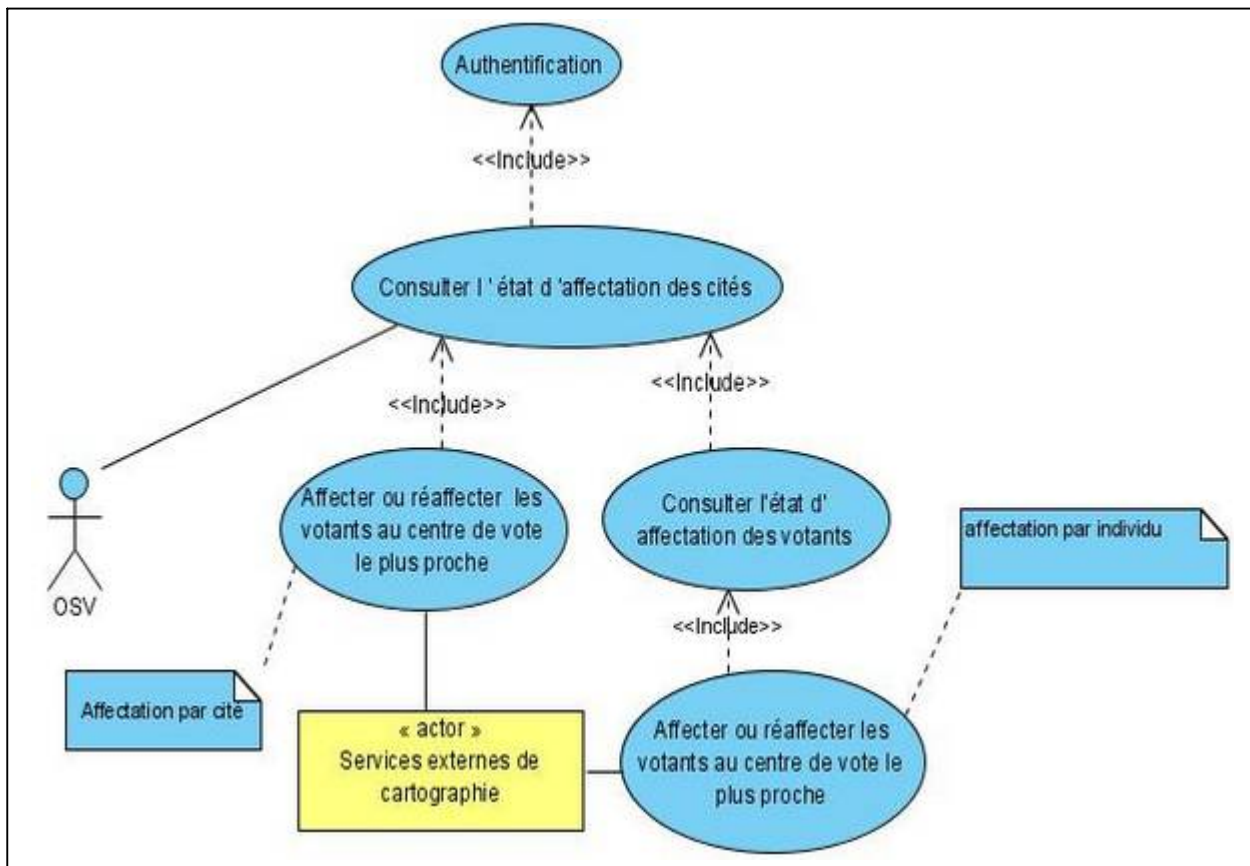 Authentification
<<Include>>
Consulter l ' état d 'affectation des cités
<<Include>>
<<Include>>
Affecter ou réaffecter les
votants au centre de vote
le plus proche
Consulter l'état d'
affectation des votants
affectation par individu
OSV
<<Include>>
Affectation par cité
« actor »
Services externes de
cartographie
Affecter ou réaffecter les
votants au centre de vote le
plus proche